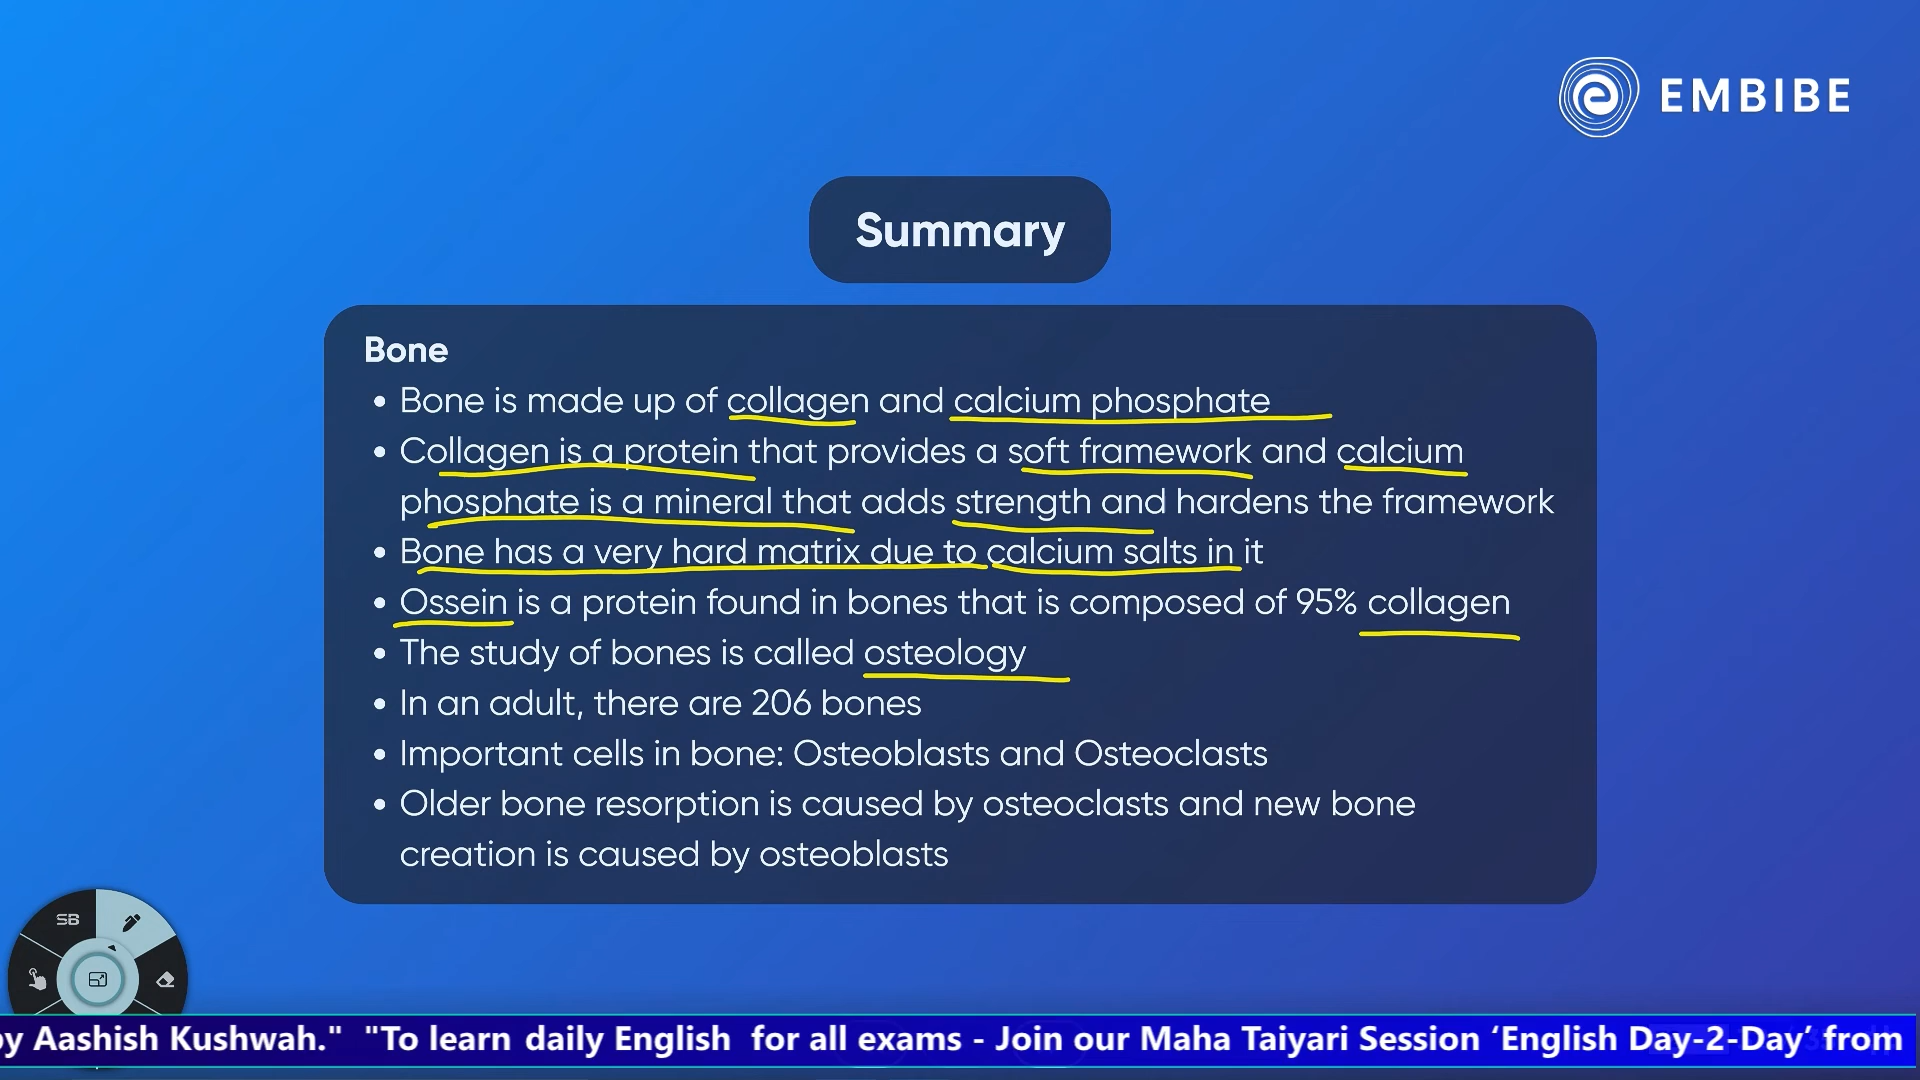 EMBIBE
Summary
Bone
• Bone is made up of collagen and calcium phosphate
• Collagen is a protein that provides a soft framework and calcium
phosphate is a mineral that adds strength and hardens the framework
• Bone has a very hard matrix due to calcium salts in it
• Ossein is a protein found in bones that is composed of 95% collagen
• The study of bones is called osteology
• In an adult, there are 206 bones
• Important cells in bone: Osteoblasts and Osteoclasts
• Older bone resorption is caused by osteoclasts and new bone
creation is caused by osteoblasts
SB
by Aashish Kushwah." "To learn daily English for all exams - Join our Maha Taiyari Session ‘English Day-2-Day’ from